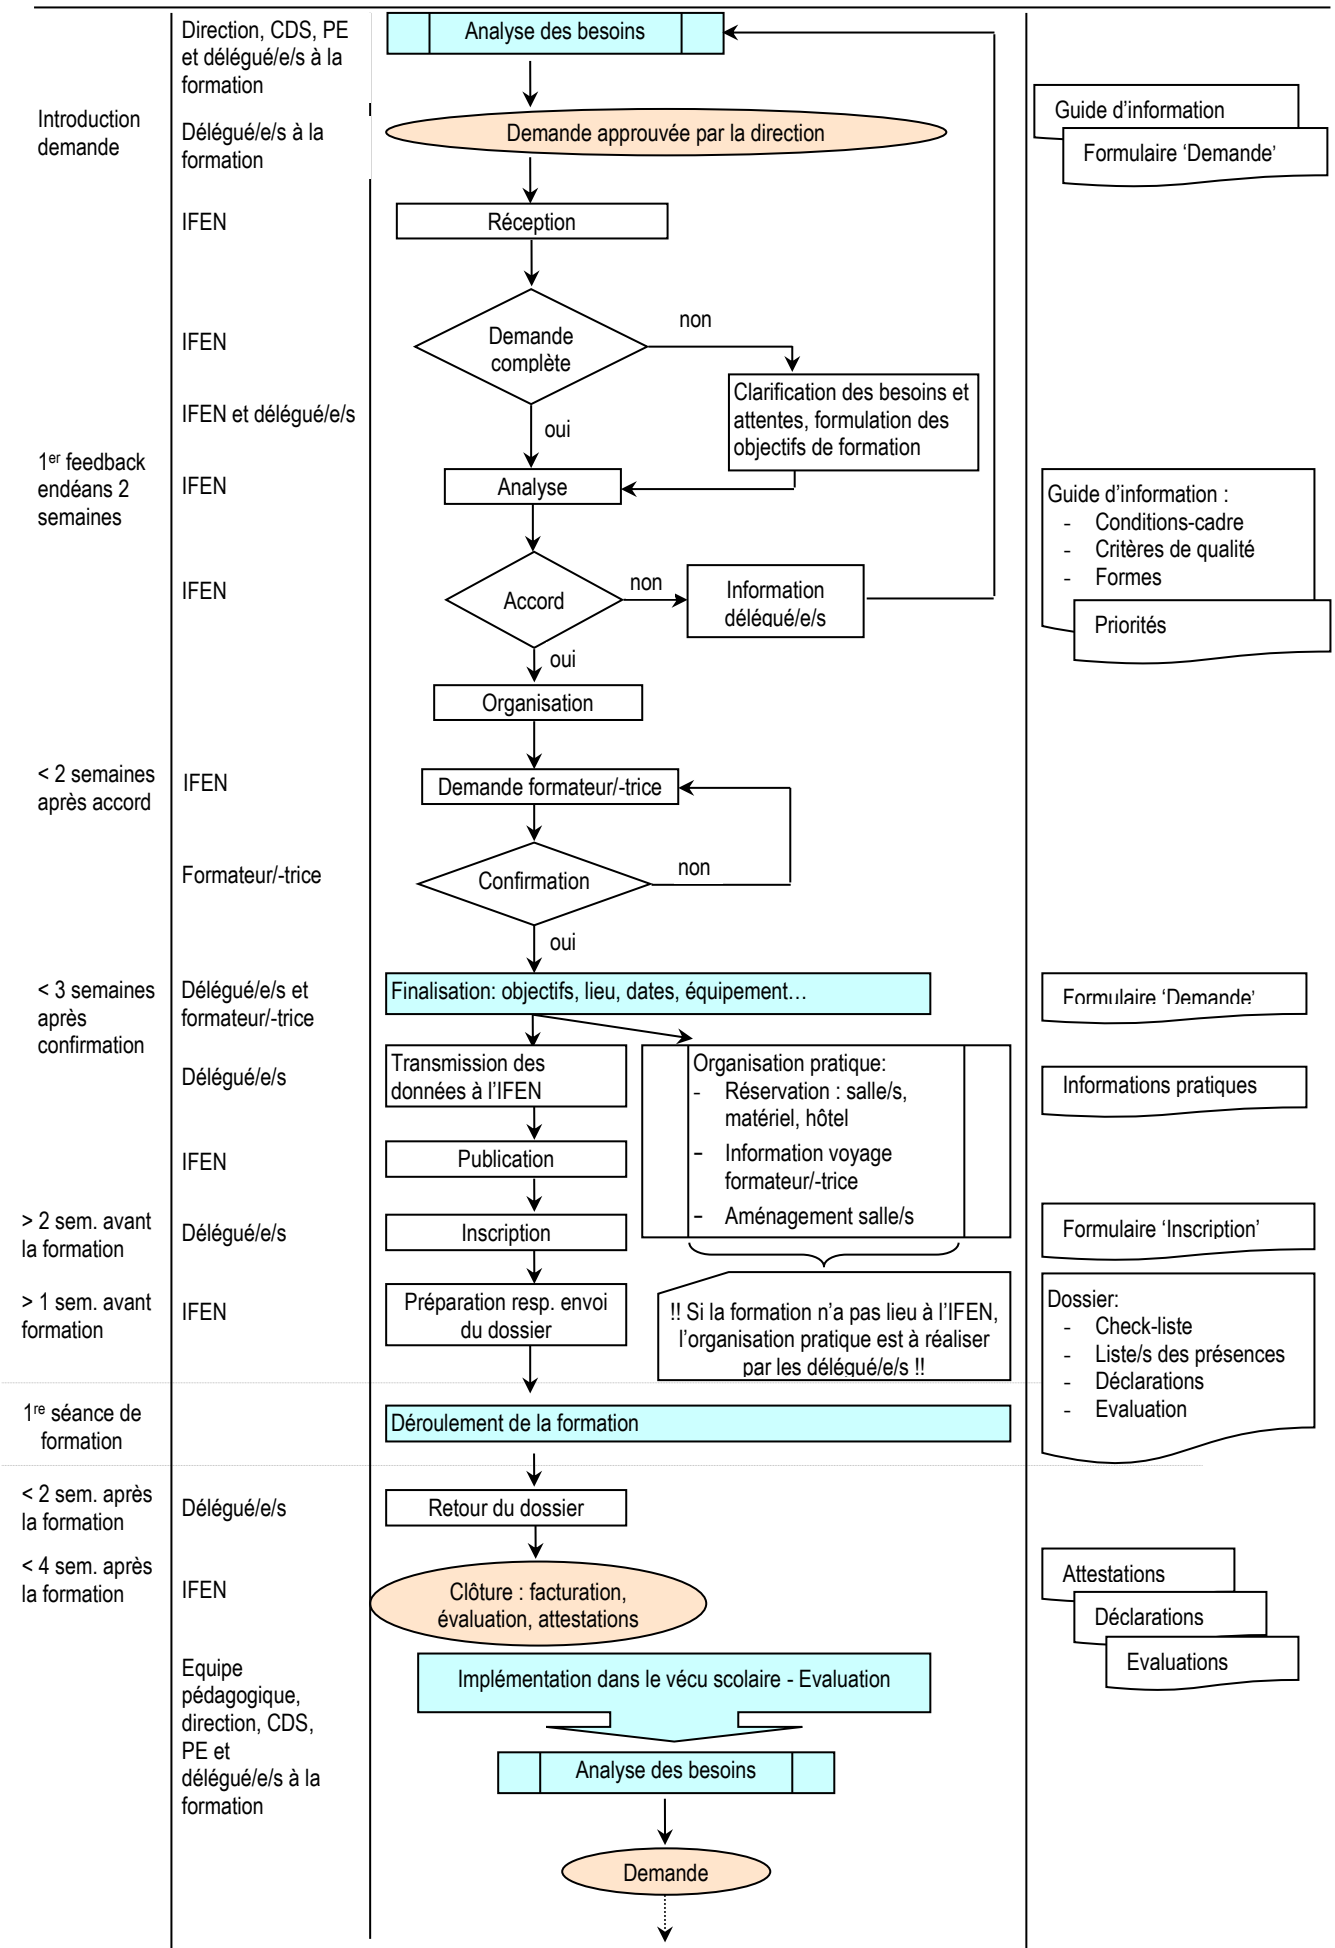 Direction, CDS, PE
et délégué/e/s à la
formation
Analyse des besoins
Introduction
demande
Délégué/e/s à la
formation
Demande approuvée par la direction
Guide d'information
Formulaire 'Demande'
IFEN
Réception
IFEN
Demande
complète
non
IFEN et délégué/e/s
oui
Clarification des besoins et
attentes, formulation des
objectifs de formation
1er feedback
endéans 2
semaines
IFEN
Analyse
Guide d'information :
- Conditions-cadre
- Critères de qualité
- Formes
Priorités
IFEN
Accord
non
Information
délégué/e/s
oui
Organisation
< 2 semaines
après accord
IFEN
Demande formateur/-trice
Formateur/-trice
Confirmation
non
oui
< 3 semaines
après
confirmation
Délégué/e/s et
formateur/-trice
Finalisation: objectifs, lieu, dates, équipement…
Formulaire 'Demande'
Délégué/e/s
Transmission des
données à l'IFEN
Organisation pratique:
- Réservation : salle/s,
matériel, hôtel
- Information voyage
formateur/-trice
- Aménagement salle/s
Informations pratiques
IFEN
Publication
> 2 sem. avant
la formation
Délégué/e/s
Inscription
Formulaire 'Inscription'
> 1 sem. avant
formation
IFEN
Préparation resp. envoi
du dossier
!! Si la formation n'a pas lieu à l'IFEN,
l'organisation pratique est à réaliser
par les délégué/e/s !!
Dossier:
- Check-liste
- Liste/s des présences
- Déclarations
- Evaluation
1re séance de
formation
Déroulement de la formation
< 2 sem. après
la formation
Délégué/e/s
Retour du dossier
< 4 sem. après
la formation
IFEN
Clôture : facturation,
évaluation, attestations
Attestations
Déclarations
Evaluations
Equipe
pédagogique,
direction, CDS,
PE et
délégué/e/s à la
formation
Implémentation dans le vécu scolaire - Evaluation
Analyse des besoins
Demande